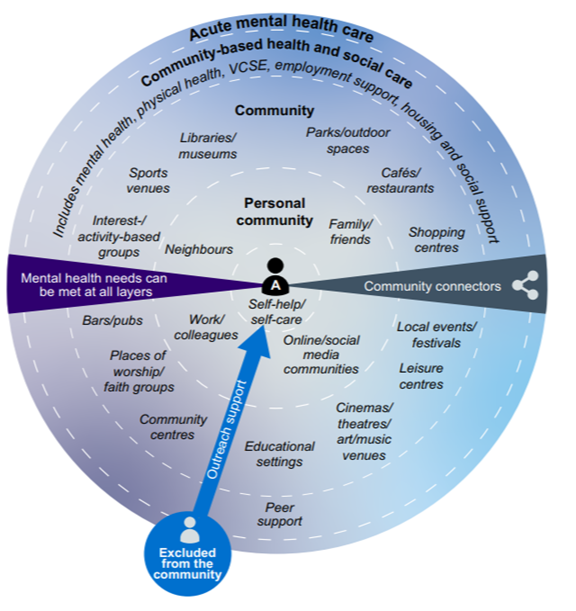 Acute mental health care
Community-based health and social care
Includes mental health, physical health, VCSE, employment support, housing and social support
Community
Libraries/
museums
Parks/outdoor
spaces
Sports
venues
Cafés/
restaurants
Personal
community
Interest-/
activity-based
groups
Neighbours
Family/
friends
Shopping
centres
Mental health needs can
be met at all layers
A
Community connectors
Self-help/
self-care
Bars/pubs
Work/
colleagues
Online/social
media
communities
Local events/
festivals
Places of
worship/
faith groups
Leisure
centres
Community
centres
Outreach support
Cinemas/
theatres/
art/music
venues
Educational
settings
Peer
support
Excluded
from the
community